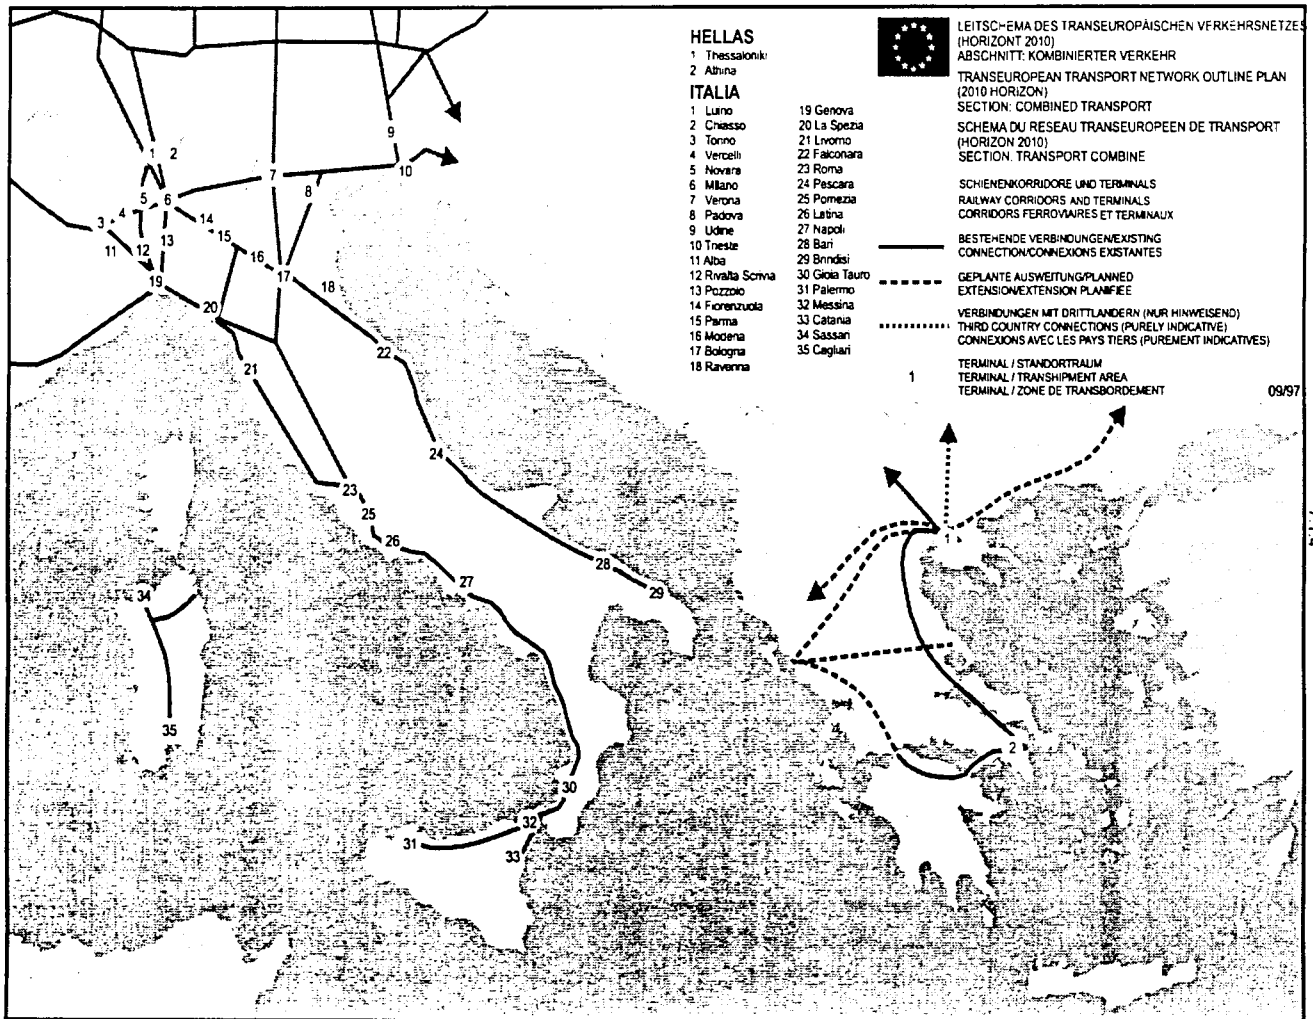 HELLAS
1 Thessaloniki
2 Athina
ITALIA
1 Luino
2 Chiasso
3 Torino
4 Vercelli
5 Novara
6 Milano
7 Verona
8 Padova
9 Udine
10 Trieste
11 Alba
12 Rivalta Scrivia
13 Pozzolo
14 Fiorenzuola
15 Parma
16 Modena
17 Bologna
18 Ravenna
19 Genova
20 La Spezia
21 Livorno
22 Falconara
23 Roma
24 Pescara
25 Pomezia
26 Latina
27 Napoli
28 Bari
29 Brindisi
30 Gioia Tauro
31 Palermo
32 Messina
33 Catania
34 Sassari
35 Cagliari
LEITSCHEMA DES TRANSEUROPÄISCHEN VERKEHRSNETZES
(HORIZONT 2010)
ABSCHNITT: KOMBINIERTER VERKEHR
TRANSEUROPEAN TRANSPORT NETWORK OUTLINE PLAN
(2010 HORIZON)
SECTION: COMBINED TRANSPORT
SCHEMA DU RESEAU TRANSEUROPEEN DE TRANSPORT
(HORIZON 2010)
SECTION: TRANSPORT COMBINE
SCHIENENKORRIDORE UND TERMINALS
RAILWAY CORRIDORS AND TERMINALS
CORRIDORS FERROVIAIRES ET TERMINAUX
BESTEHENDE VERBINDUNGEN/EXISTING
CONNECTION/CONNEXIONS EXISTANTES
GEPLANTE AUSWEITUNG/PLANNED
EXTENSION/EXTENSION PLANIFIEE
VERBINDUNGEN MIT DRITTLANDERN (NUR HINWEISEND)
THIRD COUNTRY CONNECTIONS (PURELY INDICATIVE)
CONNEXIONS AVEC LES PAYS TIERS (PUREMENT INDICATIVES)
1
TERMINAL / STANDORTRAUM
TERMINAL / TRANSHIPMENT AREA
TERMINAL / ZONE DE TRANSBORDEMENT
09/97
1
2
9
10
7
8
5
6
4
3
14
15
13
12
11
16
17
18
19
20
21
22
23
24
25
26
27
28
29
30
31
32
33
34
35
1
2